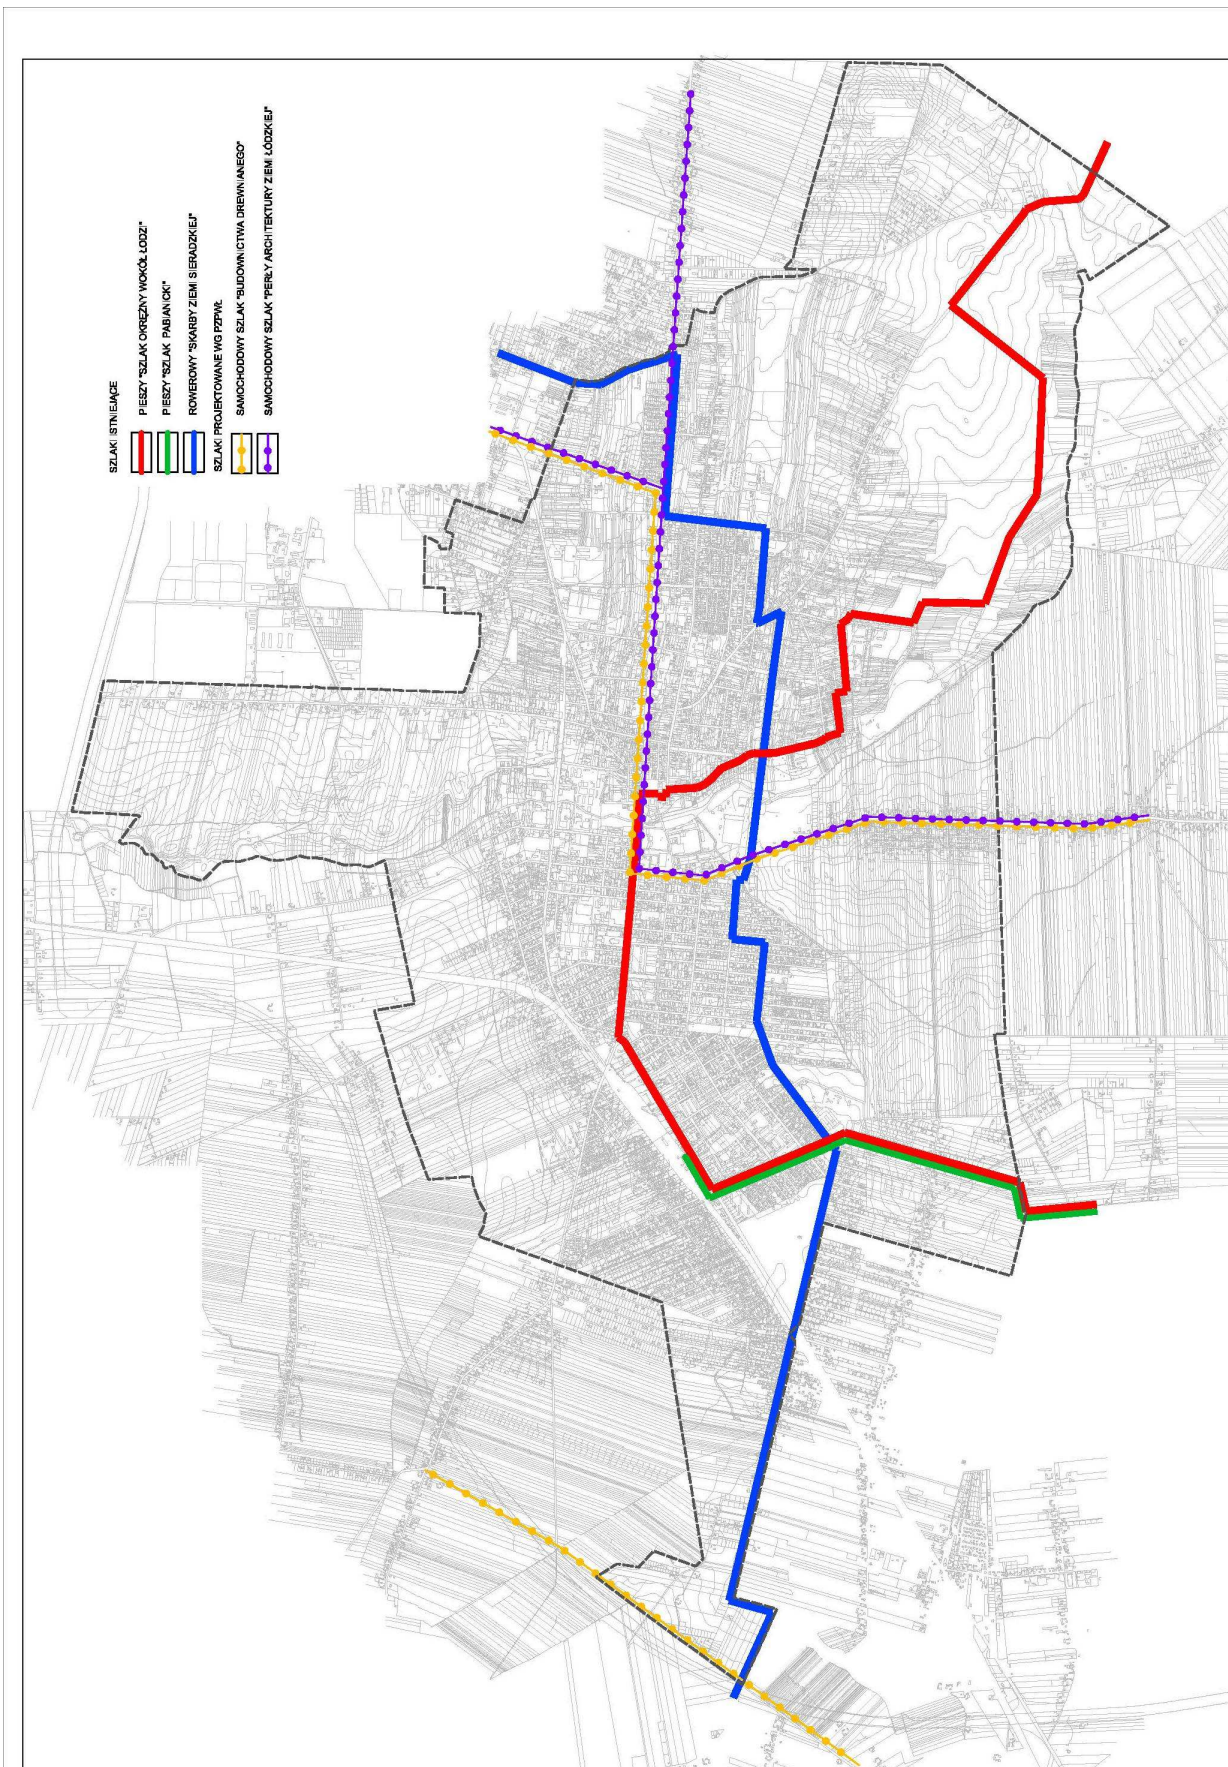 SZLAKI ISTNIEJĄCE
PIESZY "SZLAK OKRĘŻNY WOKÓŁ ŁODZI"
PIESZY "SZLAK PABIANICKI"
ROWEROWY "SKARBY ZIEMI SIERADZKIEJ"
SZLAKI PROJEKTOWANE WG PZPWŁ
SAMOCHODOWY SZLAK "BUDOWNICTWA DREWNIANEGO"
SAMOCHODOWY SZLAK "PERŁY ARCHITEKTURY ZIEMI ŁÓDZKIEJ"